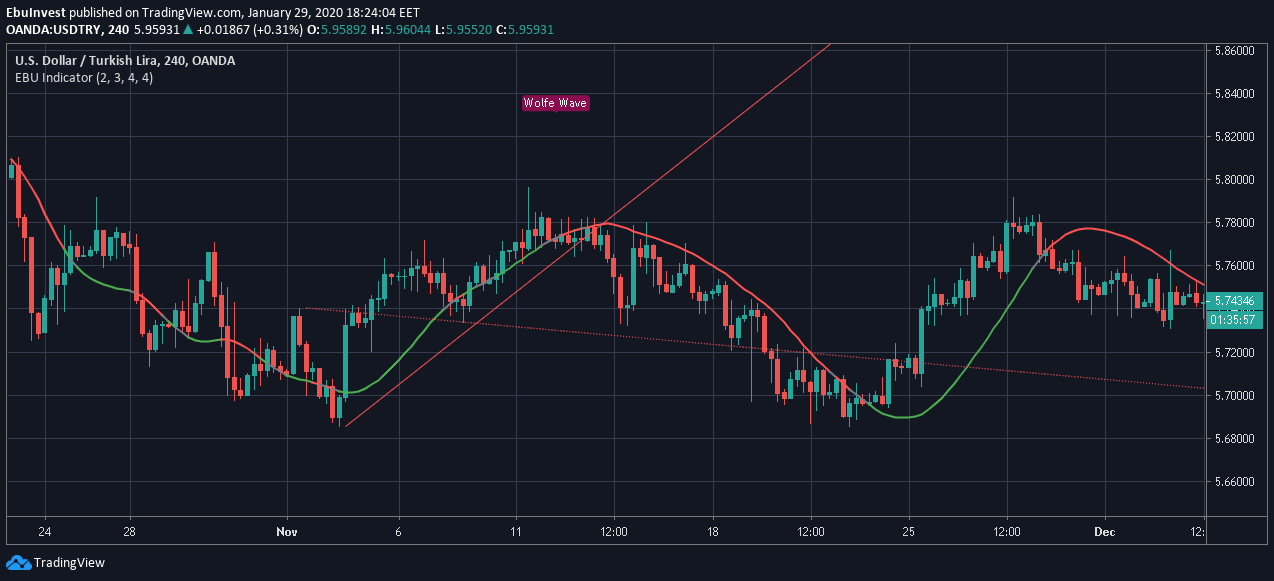 EbuInvest published on TradingView.com, January 29, 2020 18:24:04 EET
OANDA:USDTRY, 240 5.95931 ▲ +0.01867 (+0.31%) O:5.95892 H:5.96044 L:5.95520 C:5.95931
U.S. Dollar / Turkish Lira, 240, OANDA
EBU Indicator (2, 3, 4, 4)
Wolfe Wave
5.86000
5.84000
5.82000
5.80000
5.78000
5.76000
5.74346
01:35:57
5.72000
5.70000
5.68000
5.66000
24 28 Nov 6 11 12:00 18 12:00 25 12:00 Dec 12:
TradingView